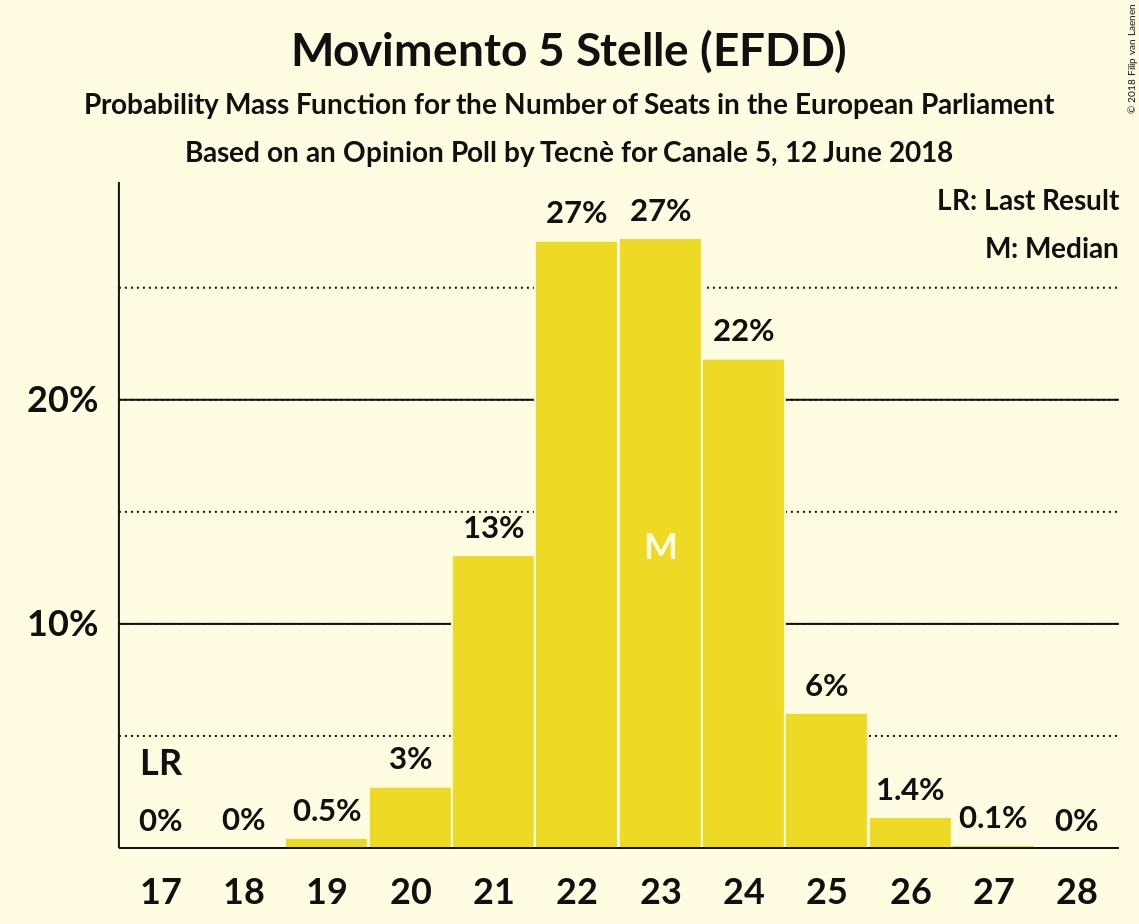 Movimento 5 Stelle (EFDD)
Probability Mass Function for the Number of Seats in the European Parliament
Based on an Opinion Poll by Tecnè for Canale 5, 12 June 2018
© 2018 Filip van Laenen
LR: Last Result
M: Median
27%
27%
22%
20%
13%
M
10%
6%
LR
3%
0%
0%
0.5%
1.4%
0.1%
0%
17 18 19 20 21 22 23 24 25 26 27 28